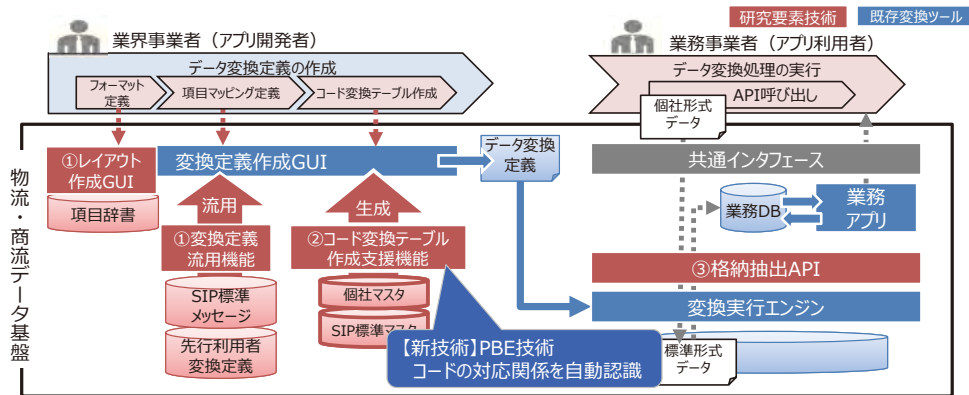 研究要素技術
既存変換ツール
業界事業者（アプリ開発者）
業務事業者（アプリ利用者）
データ変換定義の作成
フォーマット
定義
項目マッピング定義
コード変換テーブル作成
データ変換処理の実行
API呼び出し
個社形式
データ
物流・商流データ基盤
①レイアウト
作成GUI
項目辞書
変換定義作成GUI
データ変換
定義
流用
①変換定義
流用機能
SIP標準
メッセージ
先行利用者
変換定義
生成
②コード変換テーブル
作成支援機能
個社マスタ
SIP標準マスタ
【新技術】PBE技術
コードの対応関係を自動認識
共通インタフェース
業務DB
業務
アプリ
③格納抽出API
変換実行エンジン
標準形式
データ